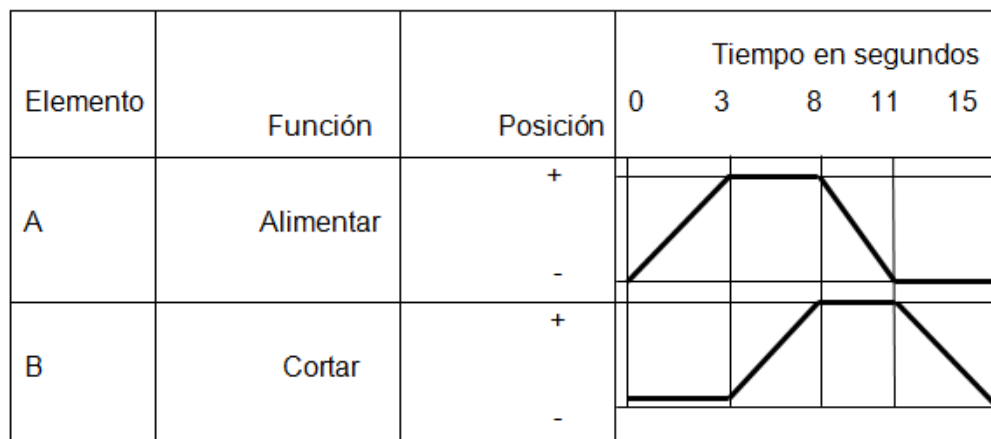 Tiempo en segundos
Elemento Función Posición 0 3 8 11 15
+
A Alimentar
-
+
B Cortar
-